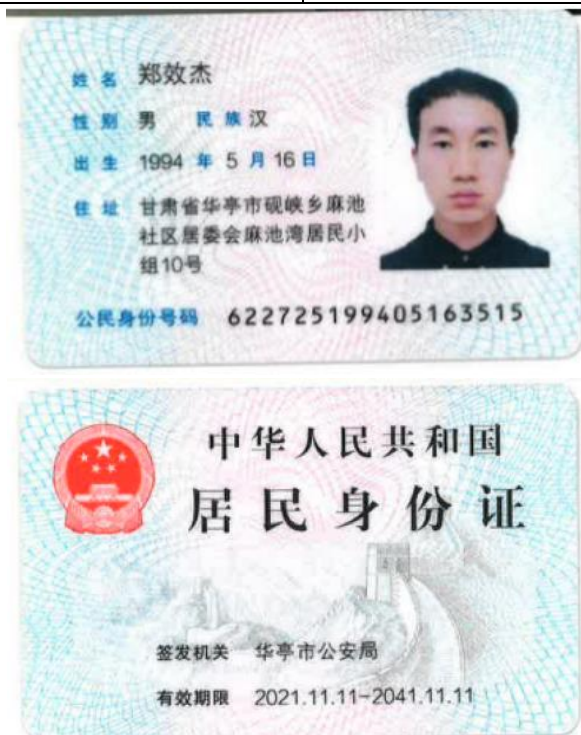 姓名 郑效杰
性别 男 民族 汉
出生 1994 年 5 月 16 日
住址 甘肃省华亭市砚峡乡麻池
社区居委会麻池湾居民小
组10号
公民身份号码 622725199405163515
中华人民共和国
居民身份证
签发机关 华亭市公安局
有效期限 2021.11.11-2041.11.11